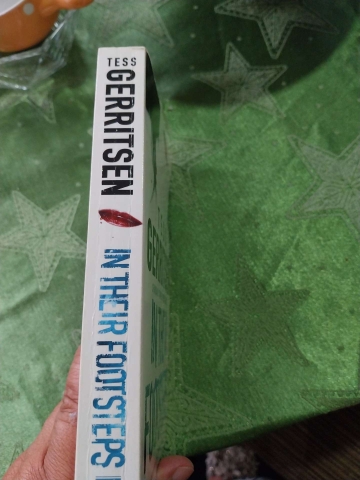 TESS
GERRITSEN
IN THEIR FOOTSTEPS